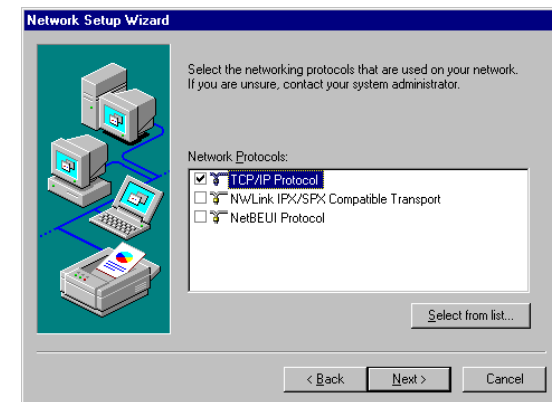 Network Setup Wizard
Select the networking protocols that are used on your network.
If you are unsure, contact your system administrator.
Network Protocols:
TCP/IP Protocol
NWLink IPX/SPX Compatible Transport
NetBEUI Protocol
Select from list...
< Back Next > Cancel